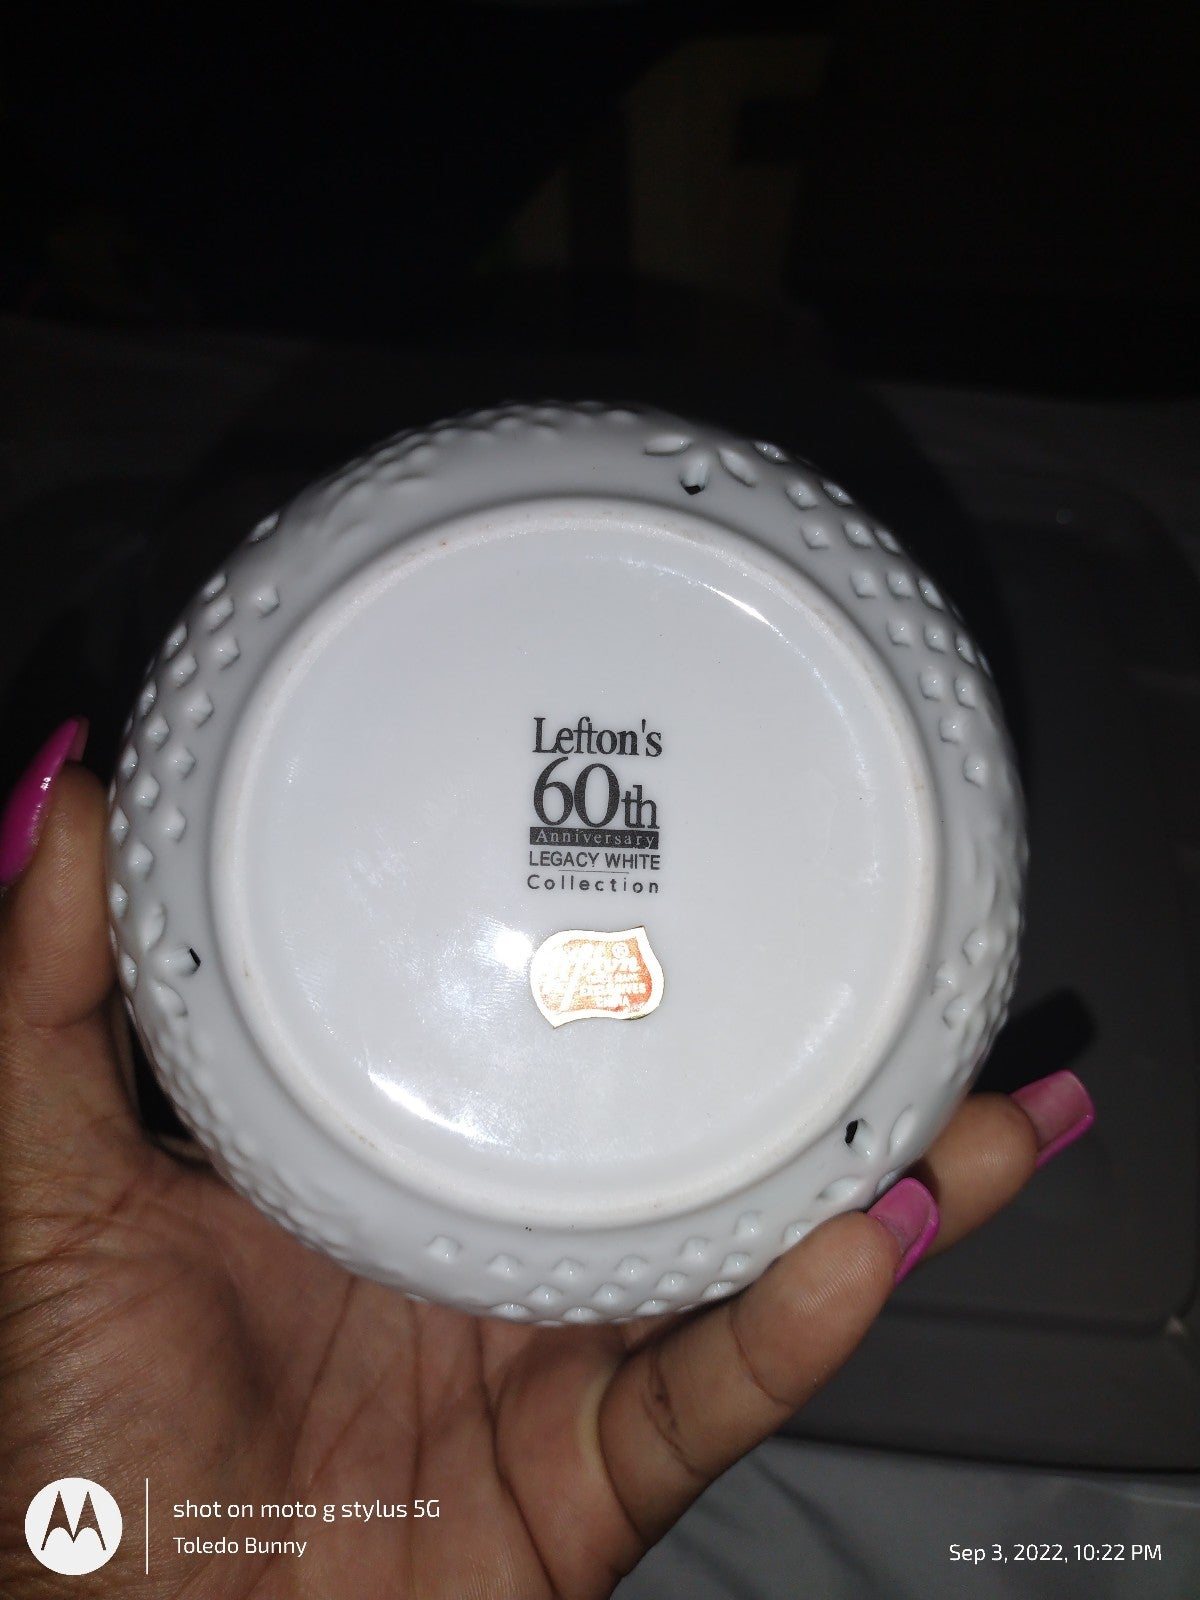 Lefton's
60th
Anniversary
LEGACY WHITE
Collection
shot on moto g stylus 5G
Toledo Bunny
Sep 3, 2022, 10:22 PM